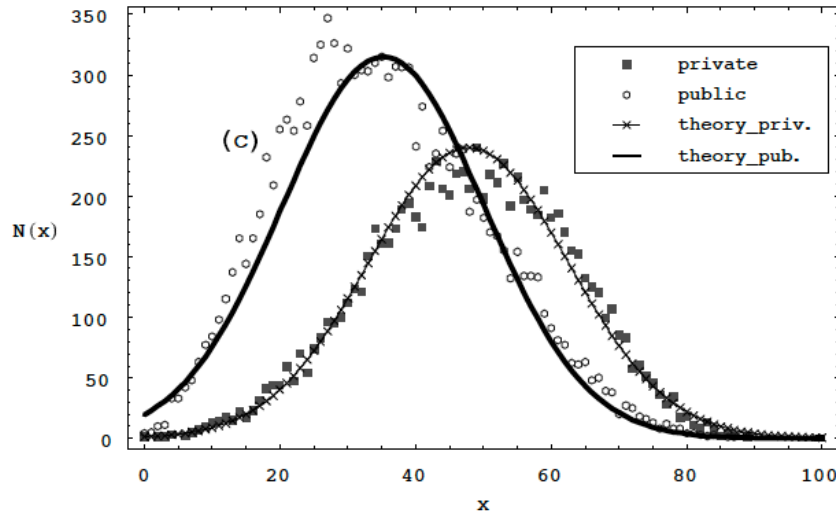 350
300
250
200
150
100
50
0
N(x)
(c)
private
public
theory_priv.
theory_pub.
0 20 40 60 80 100
x